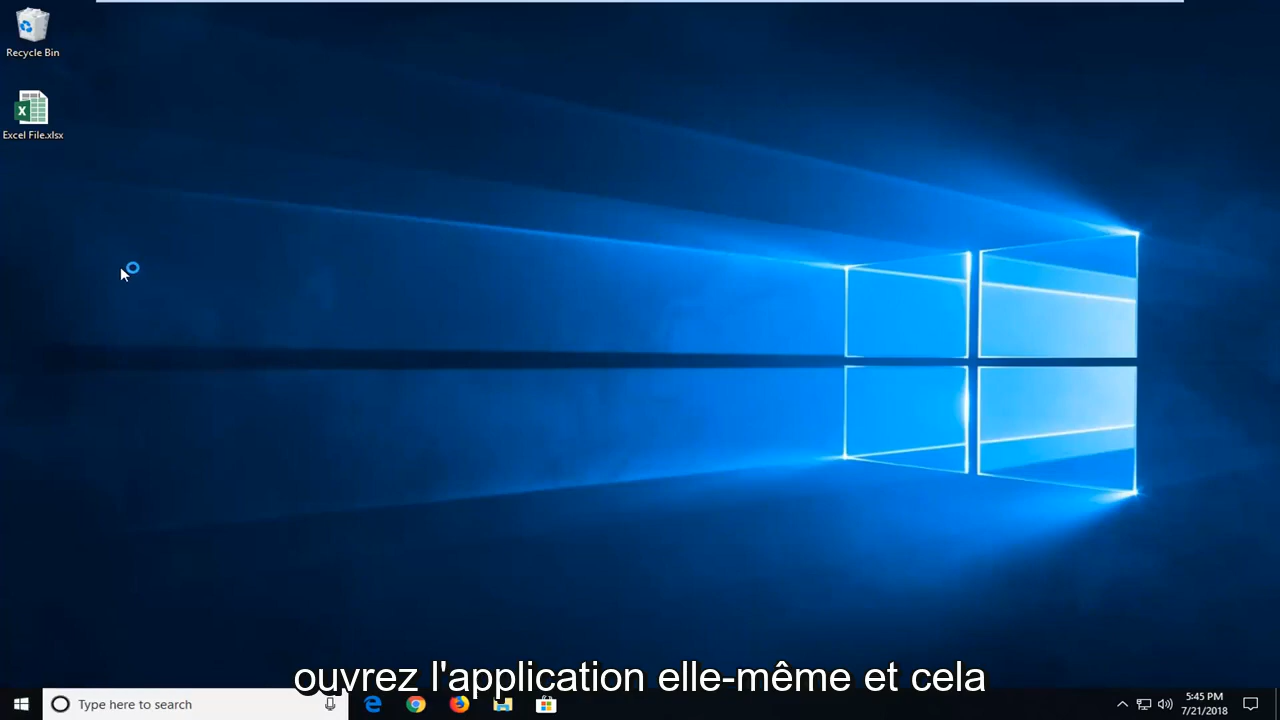 Recycle Bin
Excel File.xlsx
ouvrez l'application elle-même et cela
Type here to search
5:45 PM
7/21/2018